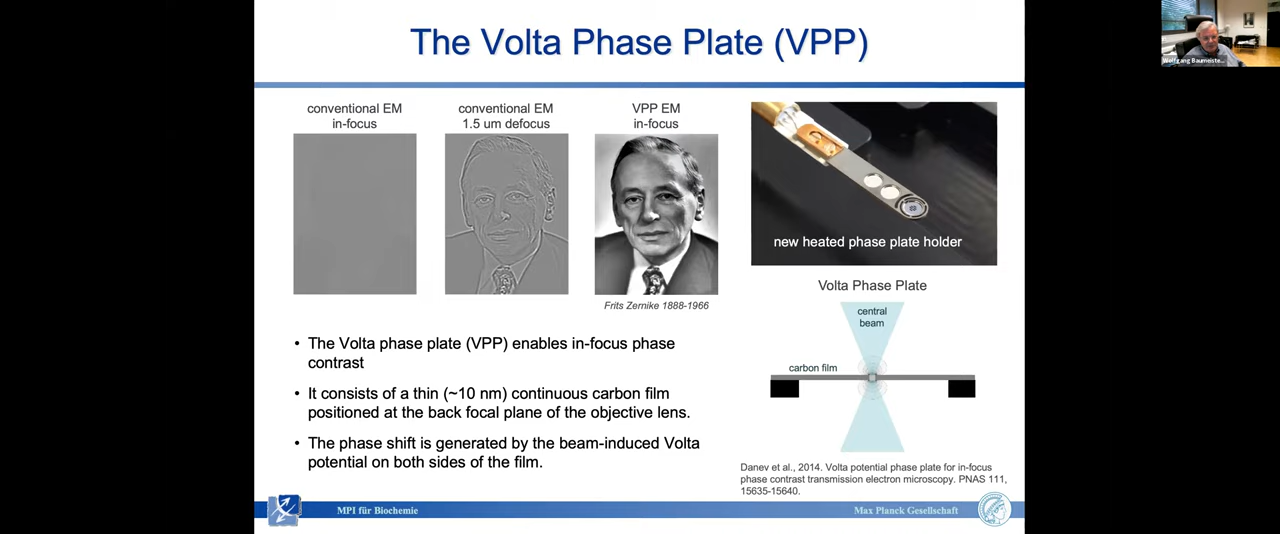 The Volta Phase Plate (VPP)
Wolfgang Baumeiste...
conventional EM
in-focus
conventional EM
1.5 um defocus
VPP EM
in-focus
Frits Zernike 1888-1966
new heated phase plate holder
• The Volta phase plate (VPP) enables in-focus phase
contrast
• It consists of a thin (~10 nm) continuous carbon film
positioned at the back focal plane of the objective lens.
• The phase shift is generated by the beam-induced Volta
potential on both sides of the film.
Volta Phase Plate
central
beam
carbon film
Danev et al., 2014. Volta potential phase plate for in-focus
phase contrast transmission electron microscopy. PNAS 111,
15635-15640.
MPI für Biochemie
Max Planck Gesellschaft